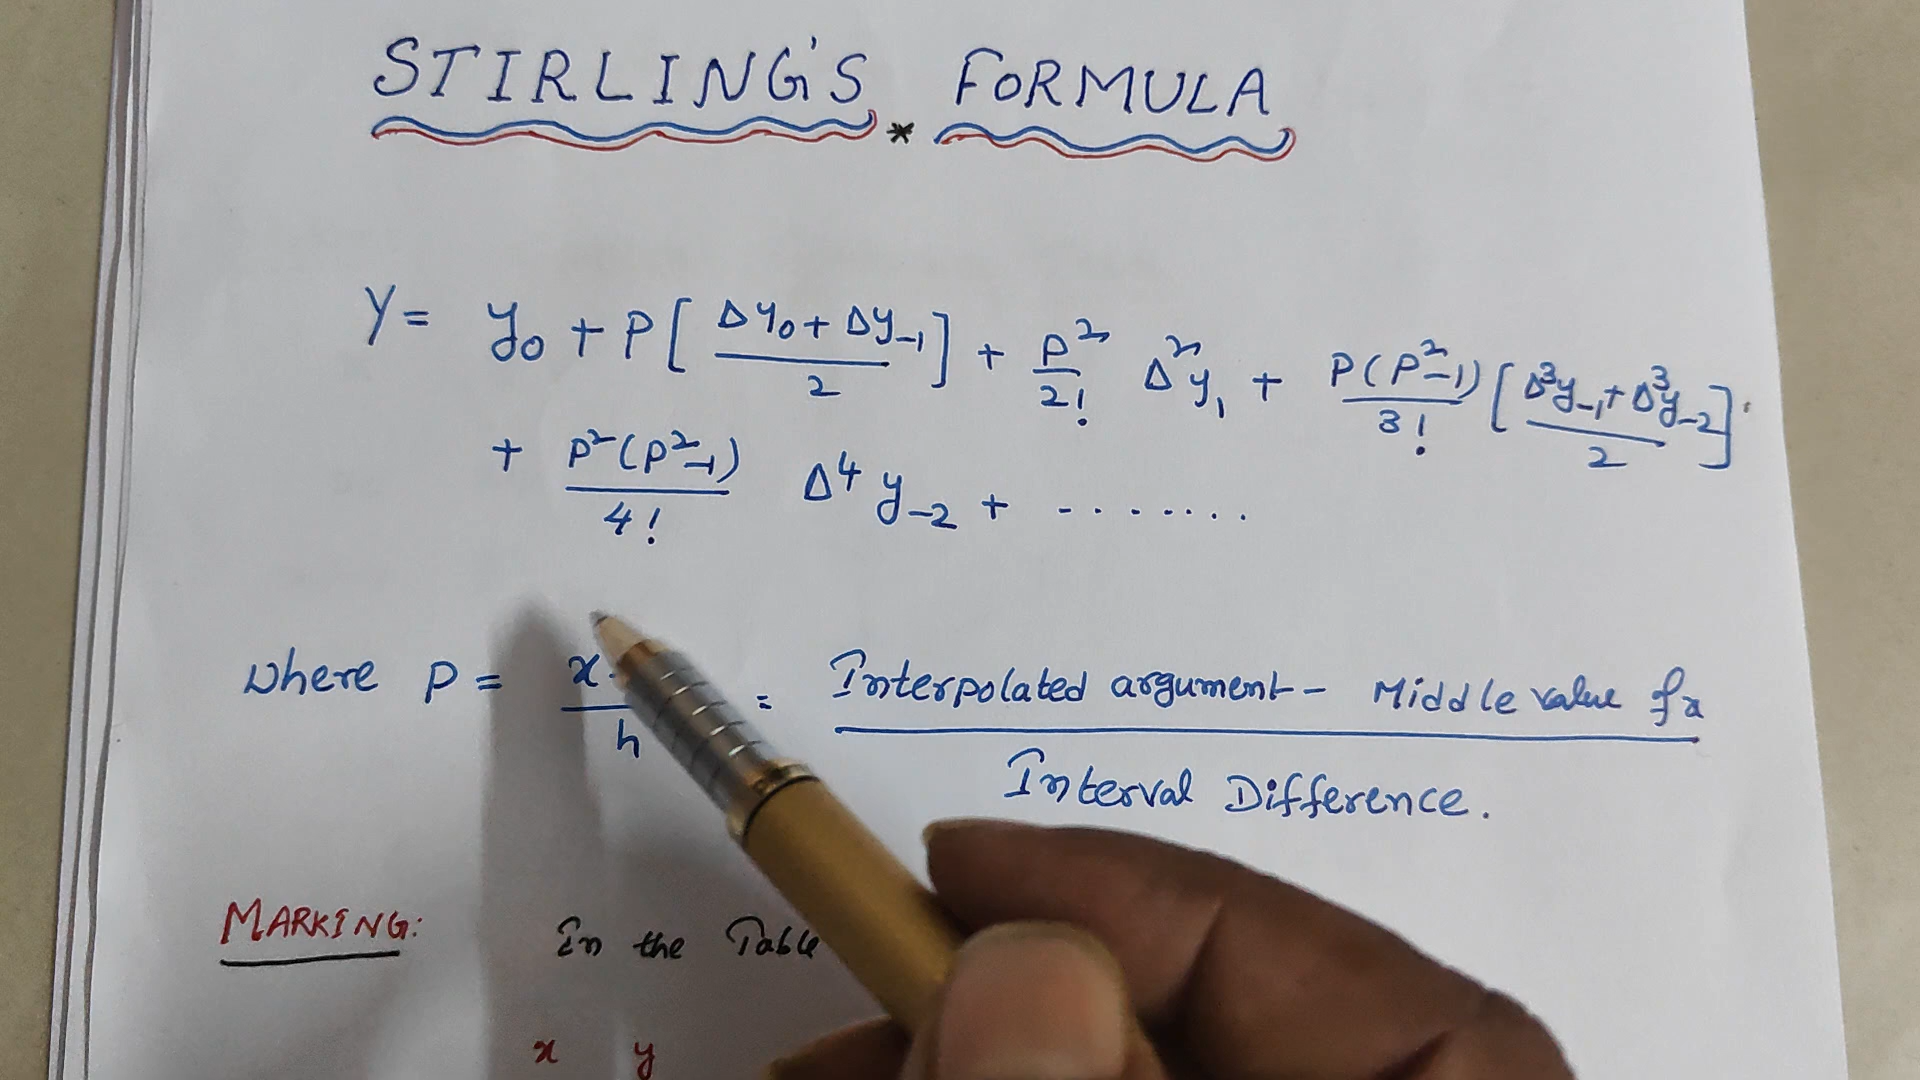 STIRLING'S * FORMULA
Y = y₀ + P [ (Δy₀ + Δy₋₁)/2 ] + P²/2! Δ²y₁ + P(P²-1)/3! [ (Δ³y₋₁ + Δ³y₋₂)/2 ]
+ P²(P²-1)/4! Δ⁴y₋₂ + ........
Where P = x- / h = Interpolated argument - Middle value of x / Interval Difference.
MARKING: In the Table
x y